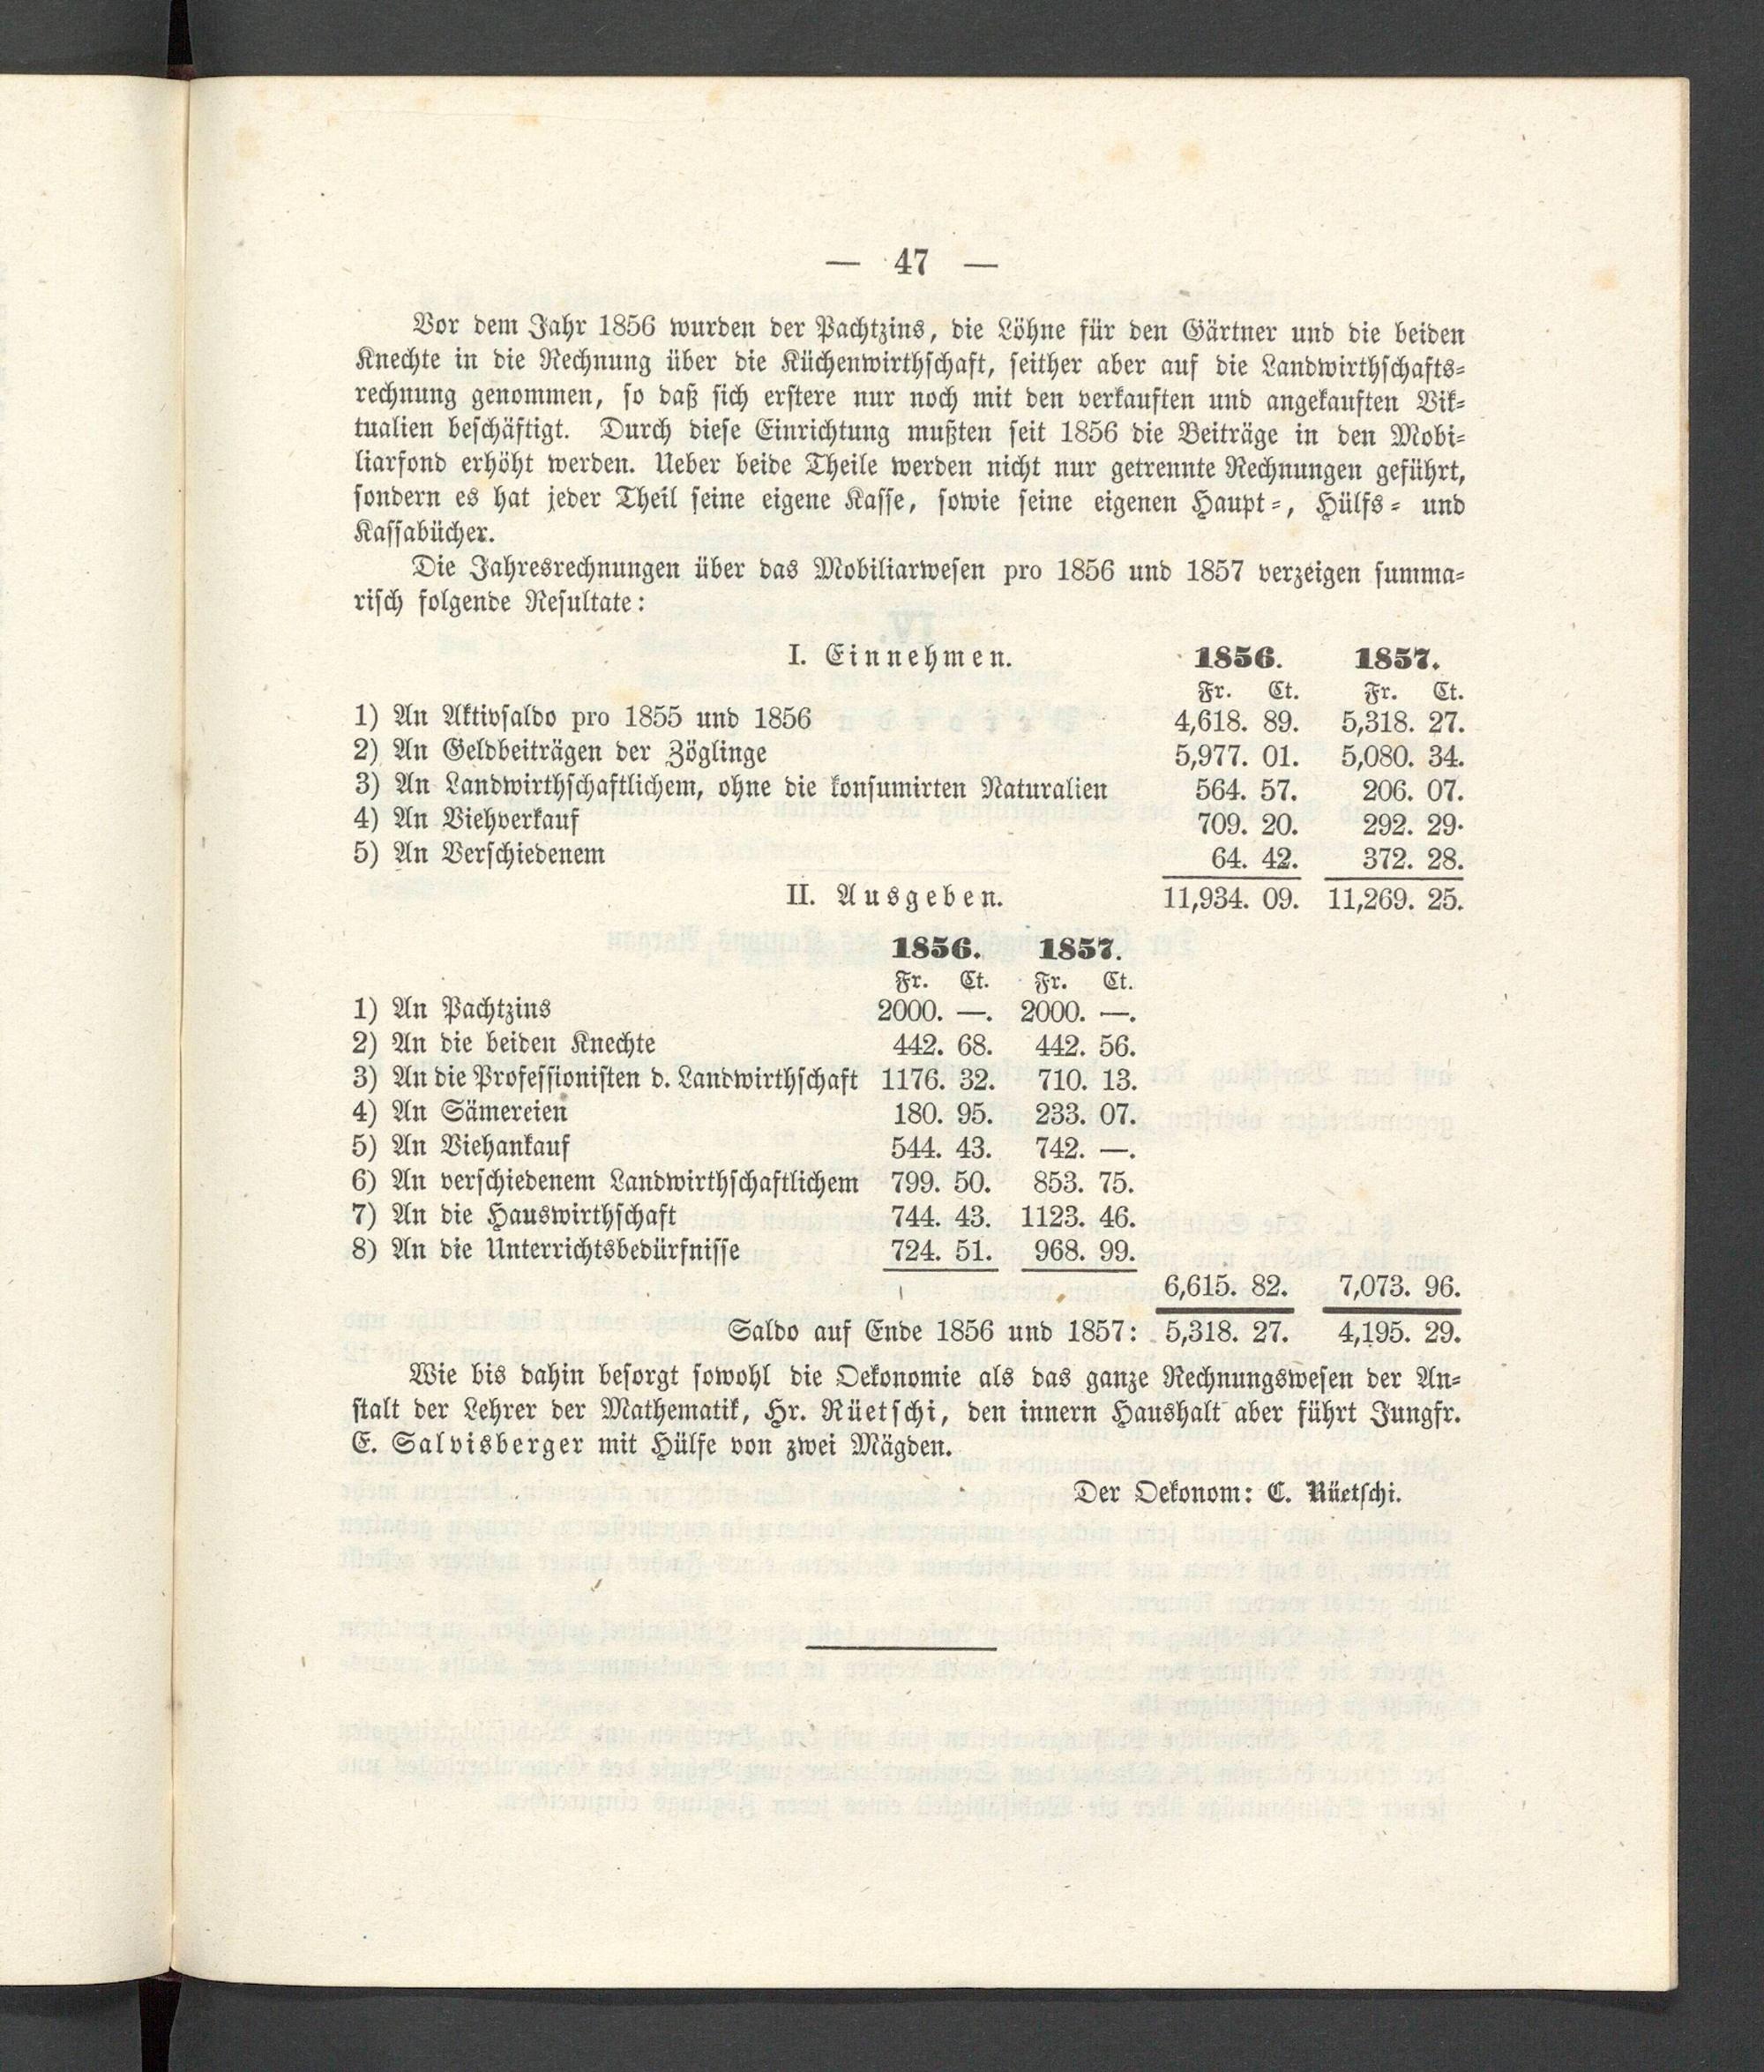 — 47 —
Vor dem Jahr 1856 wurden der Pachtzins, die Löhne für den Gärtner und die beiden
Knechte in die Rechnung über die Küchenwirthschaft, seither aber auf die Landwirthschafts-
rechnung genommen, so daß sich erstere nur noch mit den verkauften und angekauften Vik-
tualien beschäftigt. Durch diese Einrichtung mußten seit 1856 die Beiträge in den Mobi-
liarfond erhöht werden. Ueber beide Theile werden nicht nur getrennte Rechnungen geführt,
sondern es hat jeder Theil seine eigene Kasse, sowie seine eigenen Haupt-, Hülfs- und
Kassabücher.
Die Jahresrechnungen über das Mobiliarwesen pro 1856 und 1857 verzeigen summa-
risch folgende Resultate:
I. Einnehmen. 1856. 1857.
Fr. Ct. Fr. Ct.
1) An Aktivsaldo pro 1855 und 1856 4,618. 89. 5,318. 27.
2) An Geldbeiträgen der Zöglinge 5,977. 01. 5,080. 34.
3) An Landwirthschaftlichem, ohne die konsumirten Naturalien 564. 57. 206. 07.
4) An Viehverkauf 709. 20. 292. 29.
5) An Verschiedenem 64. 42. 372. 28.
II. Ausgeben. 11,934. 09. 11,269. 25.
1856. 1857.
Fr. Ct. Fr. Ct.
1) An Pachtzins 2000. —. 2000. —.
2) An die beiden Knechte 442. 68. 442. 56.
3) An die Professionisten d. Landwirthschaft 1176. 32. 710. 13.
4) An Sämereien 180. 95. 233. 07.
5) An Viehankauf 544. 43. 742. —.
6) An verschiedenem Landwirthschaftlichem 799. 50. 853. 75.
7) An die Hauswirthschaft 744. 43. 1123. 46.
8) An die Unterrichtsbedürfnisse 724. 51. 968. 99.
6,615. 82. 7,073. 96.
Saldo auf Ende 1856 und 1857: 5,318. 27. 4,195. 29.
Wie bis dahin besorgt sowohl die Oekonomie als das ganze Rechnungswesen der An-
stalt der Lehrer der Mathematik, Hr. Rüetschi, den innern Haushalt aber führt Jungfr.
E. Salvisberger mit Hülfe von zwei Mägden.
Der Oekonom: C. Rüetschi.